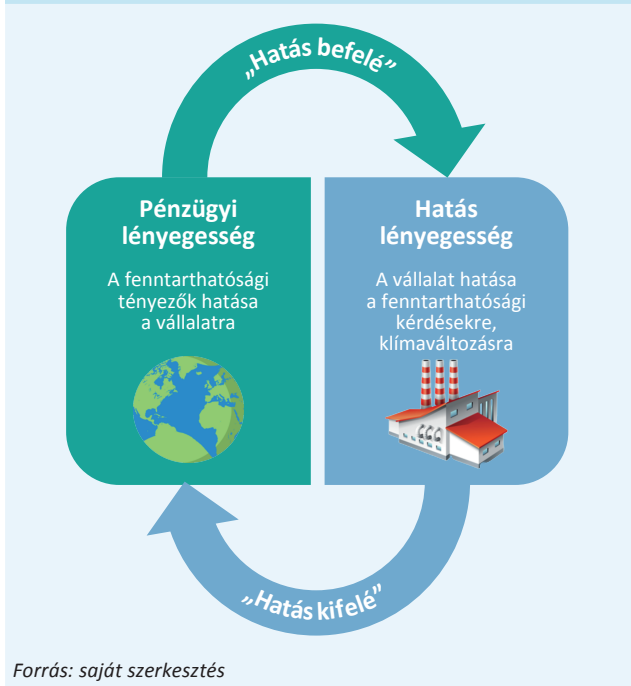 „Hatás befelé”
Pénzügyi
lényegesség
A fenntarthatósági
tényezők hatása
a vállalatra
Hatás
lényegesség
A vállalat hatása
a fenntarthatósági
kérdésekre,
klímaváltozásra
„Hatás kifelé”
Forrás: saját szerkesztés